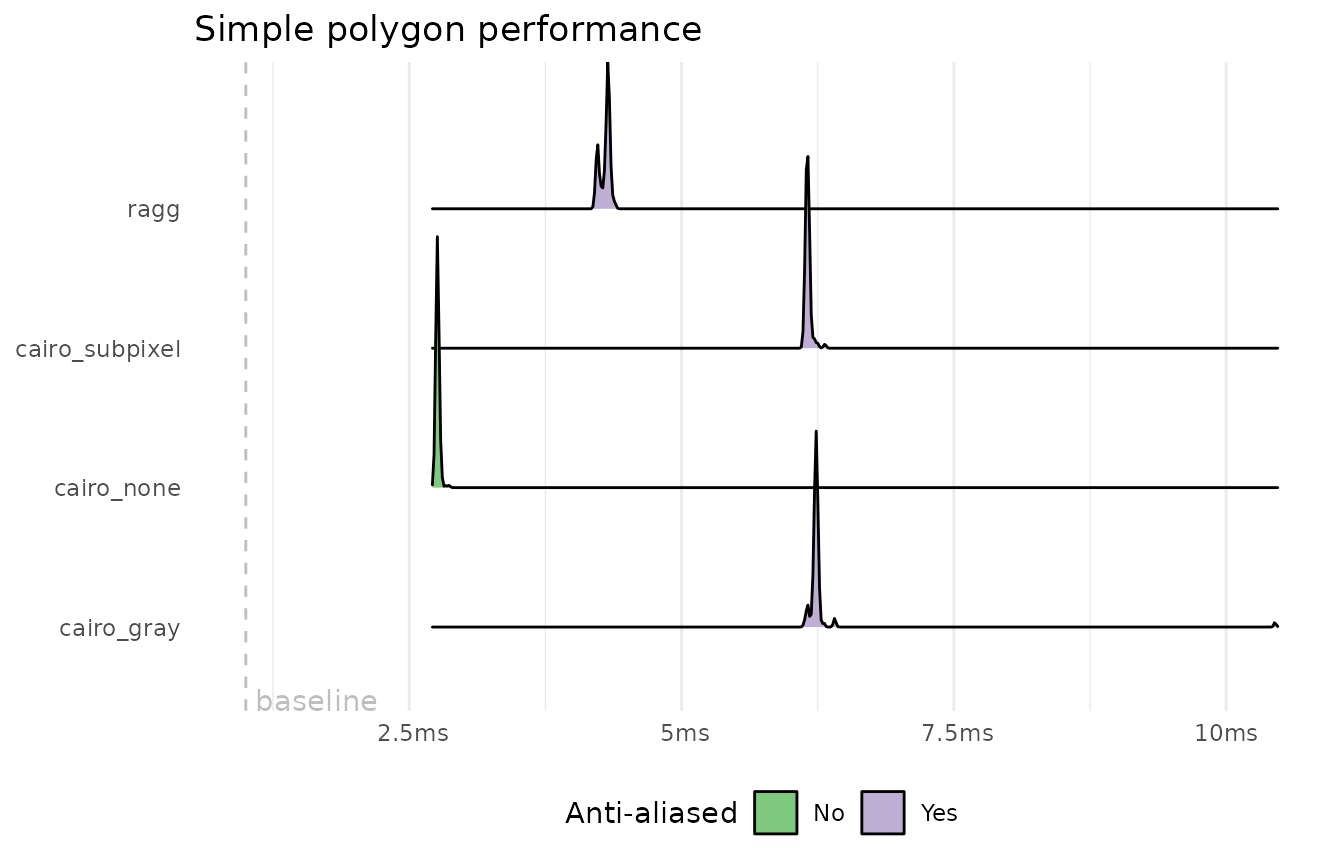 Simple polygon performance
ragg
cairo_subpixel
cairo_none
cairo_gray
baseline
2.5ms 5ms 7.5ms 10ms
Anti-aliased No Yes